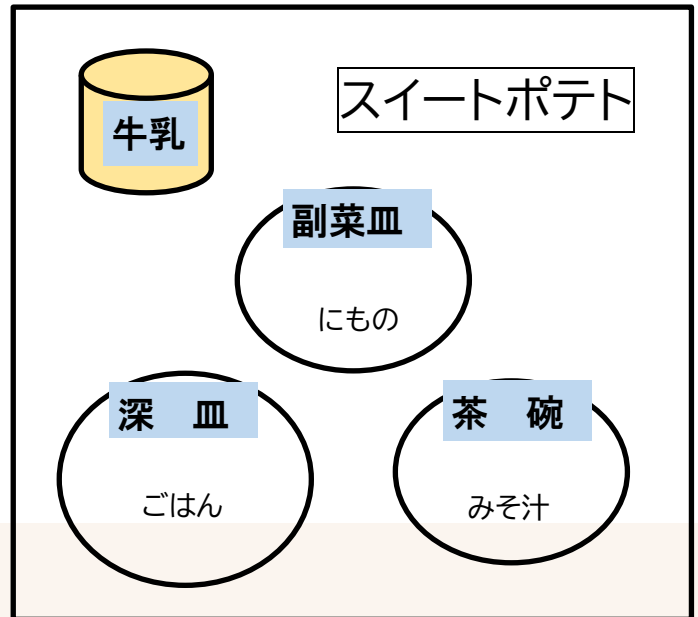 牛乳
スイートポテト
副菜皿
にもの
深　皿
ごはん
茶　碗
みそ汁